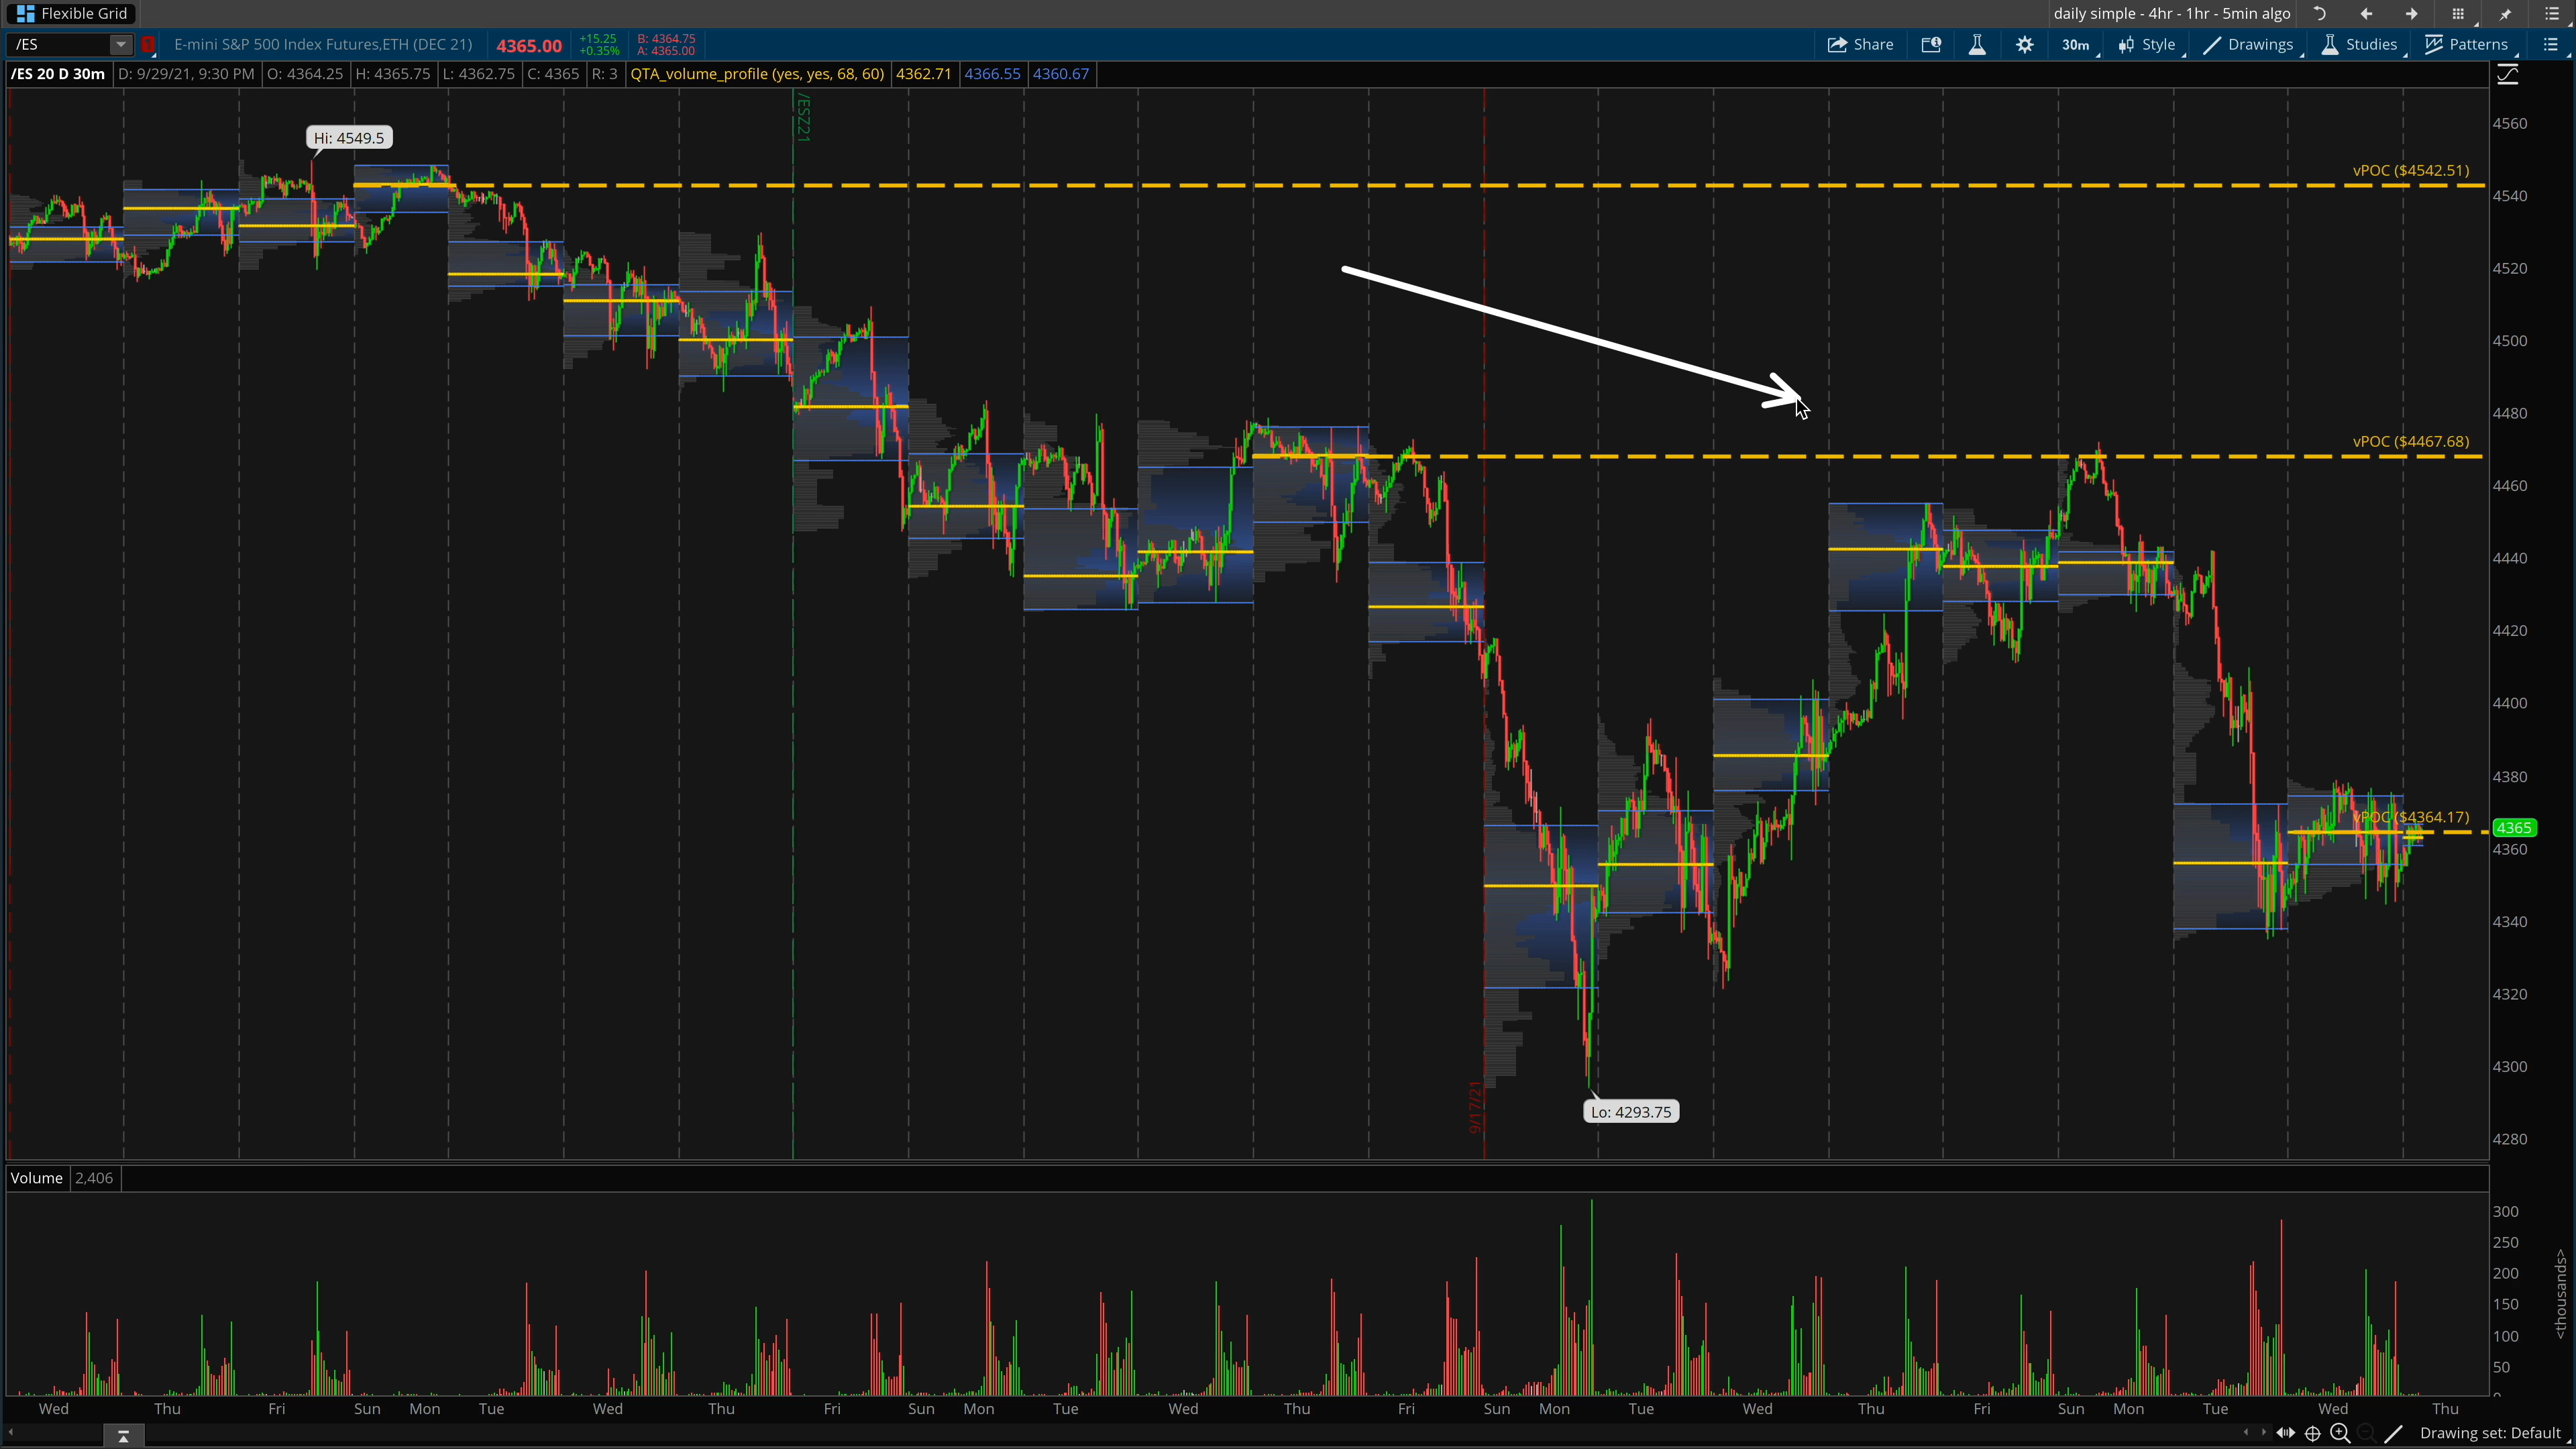 Flexible Grid
daily simple - 4hr - 1hr - 5min algo
/ES
E-mini S&P 500 Index Futures,ETH (DEC 21)
4365.00
+15.25
+0.35%
B: 4364.75
A: 4365.00
Share
30m
Style
Drawings
Studies
Patterns
/ES 20 D 30m
D: 9/29/21, 9:30 PM
O: 4364.25
H: 4365.75
L: 4362.75
C: 4365
R: 3
QTA_volume_profile (yes, yes, 68, 60)
4362.71
4366.55
4360.67
/ESZ21
Hi: 4549.5
vPOC ($4542.51)
vPOC ($4467.68)
vPOC ($4364.17)
9/17/21
Lo: 4293.75
4560
4540
4520
4500
4480
4460
4440
4420
4400
4380
4365
4360
4340
4320
4300
4280
Volume
2,406
300
250
200
150
100
50
0
<thousands>
Wed
Thu
Fri
Sun
Mon
Tue
Wed
Thu
Fri
Sun
Mon
Tue
Wed
Thu
Fri
Sun
Mon
Tue
Wed
Thu
Fri
Sun
Mon
Tue
Wed
Thu
Drawing set: Default